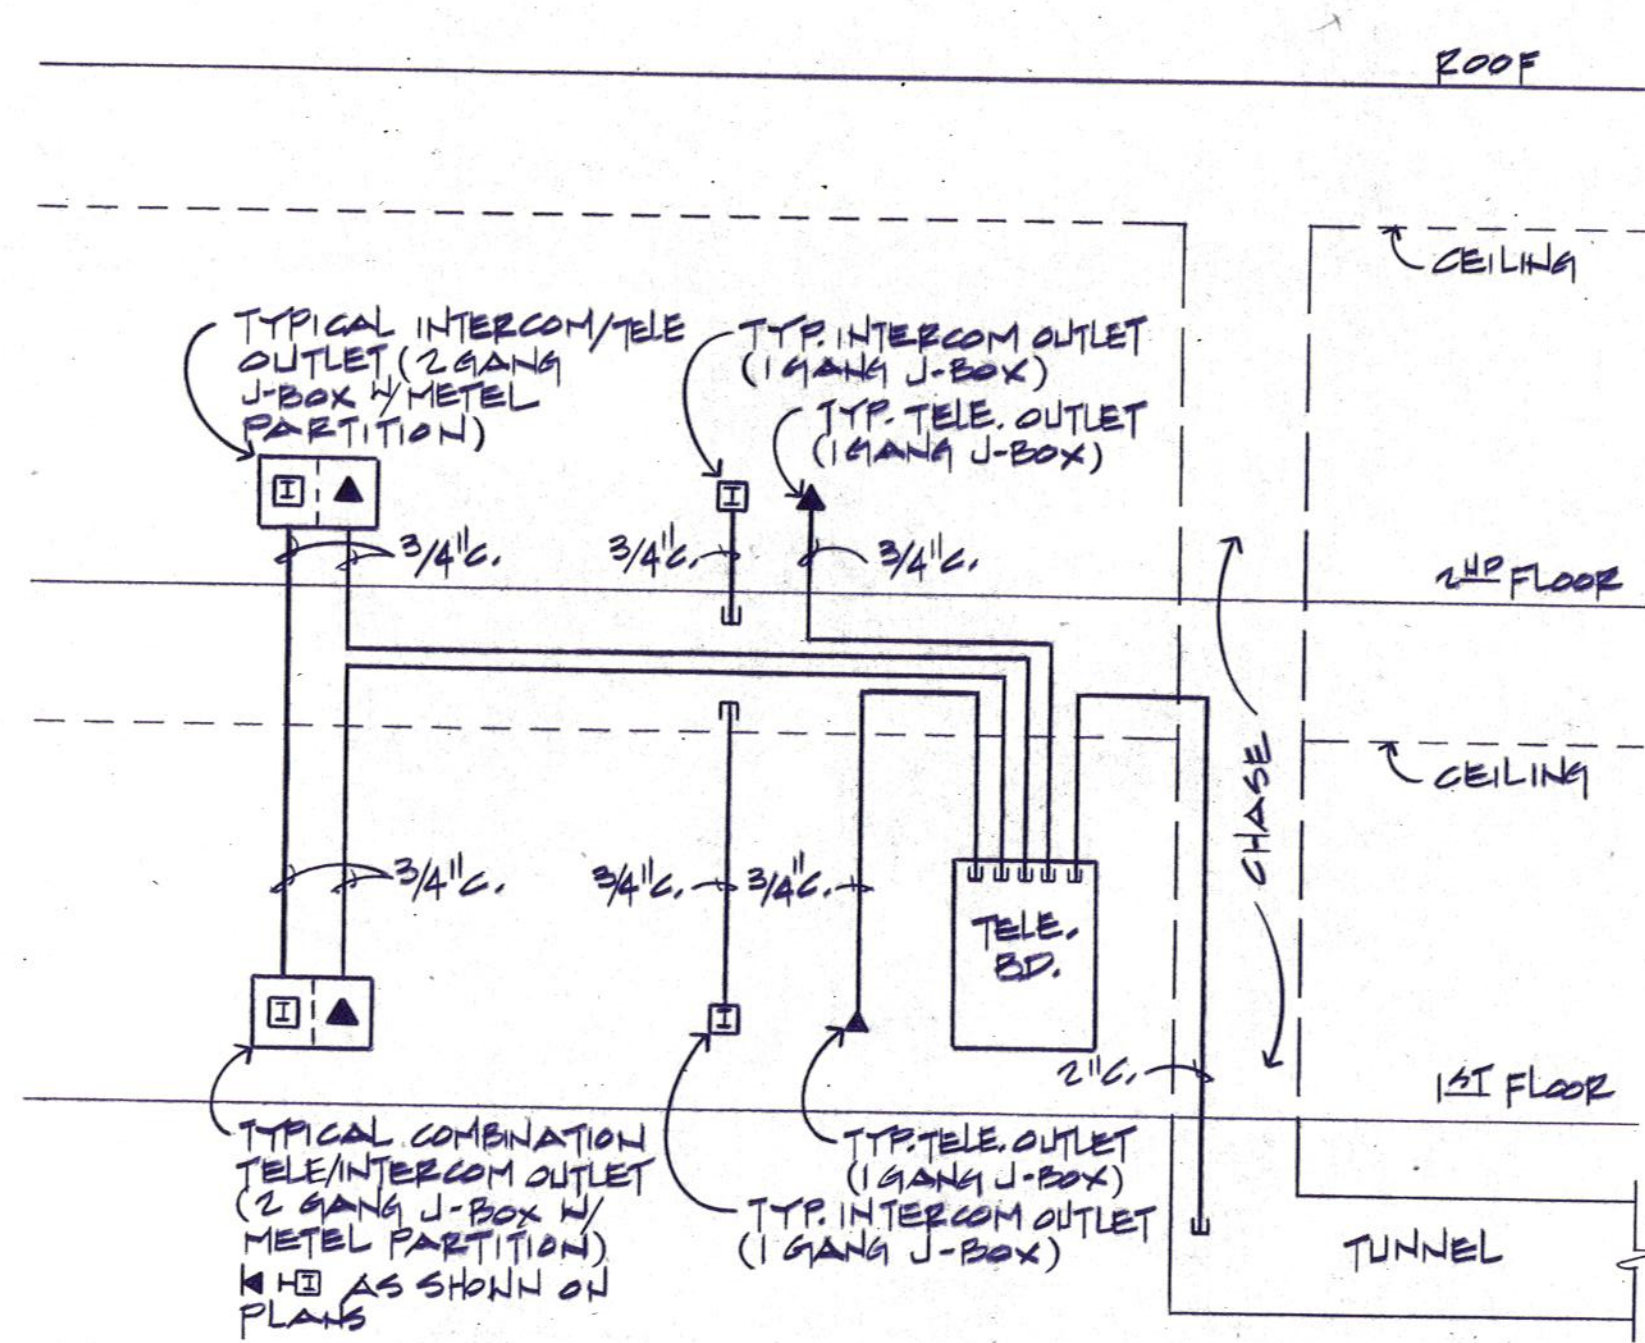 ROOF
CEILING
TYPICAL INTERCOM/TELE
OUTLET (2 GANG
J-BOX W/METEL
PARTITION)
TYP. INTERCOM OUTLET
(1 GANG J-BOX)
TYP. TELE. OUTLET
(1 GANG J-BOX)
I
I
3/4"C.
3/4"C.
3/4"C.
2ND FLOOR
CEILING
CHASE
3/4"C.
3/4"C.
3/4"C.
TELE.
BD.
I
I
2"C.
1ST FLOOR
TYPICAL COMBINATION
TELE/INTERCOM OUTLET
(2 GANG J-BOX W/
METEL PARTITION)
I AS SHOWN ON
PLANS
TYP. TELE. OUTLET
(1 GANG J-BOX)
TYP. INTERCOM OUTLET
(1 GANG J-BOX)
TUNNEL